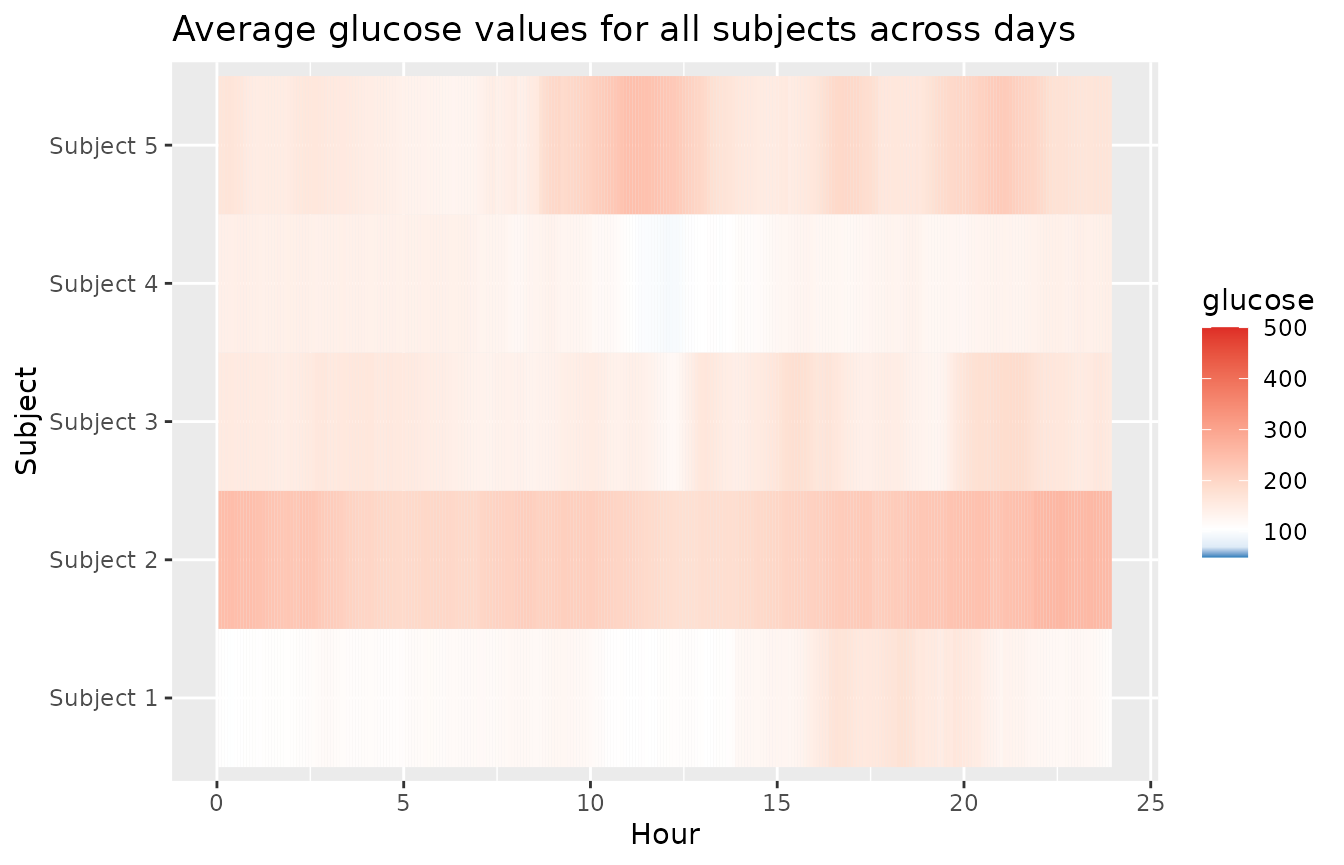 Average glucose values for all subjects across days
Subject 5
Subject 4
Subject 3
Subject 2
Subject 1
Subject
0 5 10 15 20 25
Hour
glucose
500
400
300
200
100